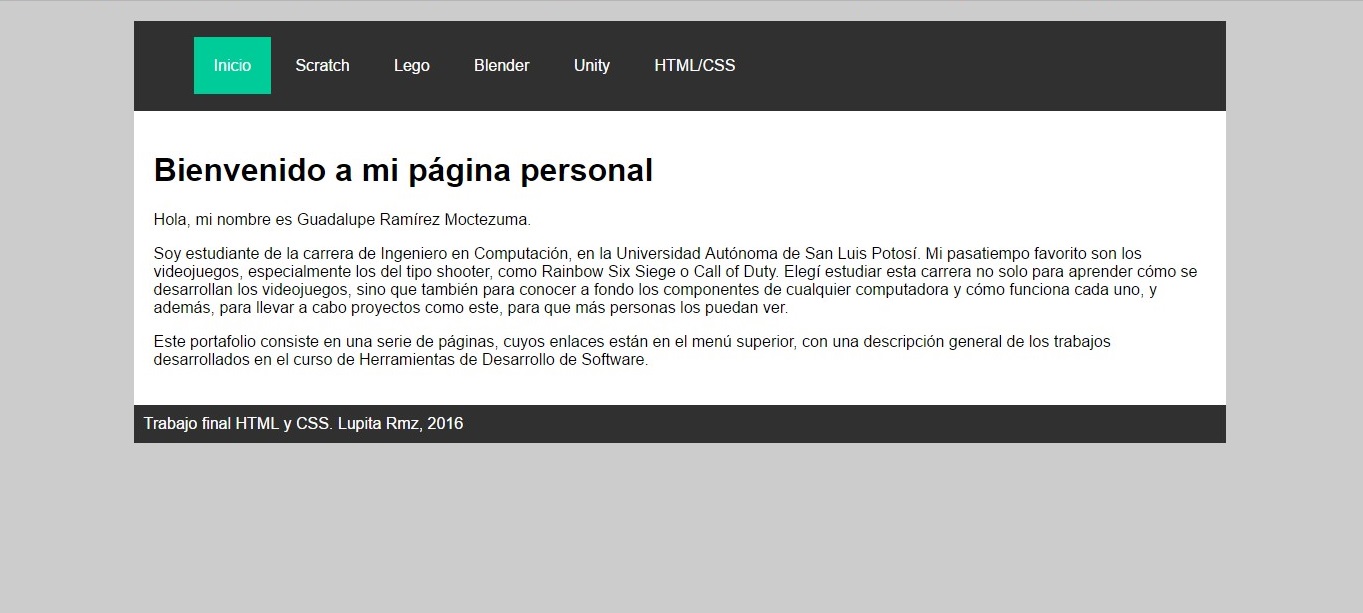 Inicio Scratch Lego Blender Unity HTML/CSS
Bienvenido a mi página personal
Hola, mi nombre es Guadalupe Ramírez Moctezuma.
Soy estudiante de la carrera de Ingeniero en Computación, en la Universidad Autónoma de San Luis Potosí. Mi pasatiempo favorito son los
videojuegos, especialmente los del tipo shooter, como Rainbow Six Siege o Call of Duty. Elegí estudiar esta carrera no solo para aprender cómo se
desarrollan los videojuegos, sino que también para conocer a fondo los componentes de cualquier computadora y cómo funciona cada uno, y
además, para llevar a cabo proyectos como este, para que más personas los puedan ver.
Este portafolio consiste en una serie de páginas, cuyos enlaces están en el menú superior, con una descripción general de los trabajos
desarrollados en el curso de Herramientas de Desarrollo de Software.
Trabajo final HTML y CSS. Lupita Rmz, 2016